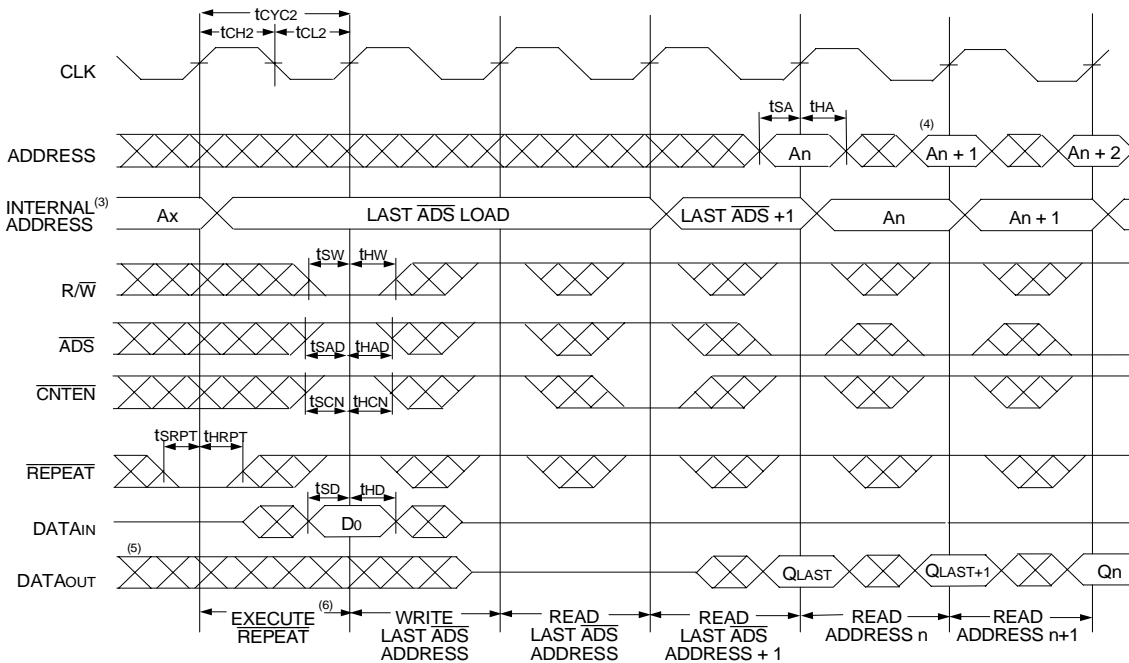 tCYC2
tCH2 tCL2
CLK
tSA tHA
ADDRESS An (4) An + 1 An + 2
INTERNAL(3) ADDRESS Ax LAST ADS LOAD LAST ADS +1 An An + 1
tSW tHW
R/W
ADS
tSAD tHAD
CNTEN
tSCN tHCN
tSRPT tHRPT
REPEAT
tSD tHD
DATAIN D0
(5)
DATAOUT QLAST QLAST+1 Qn
EXECUTE (6) REPEAT
WRITE LAST ADS ADDRESS
READ LAST ADS ADDRESS
READ LAST ADS ADDRESS + 1
READ ADDRESS n
READ ADDRESS n+1